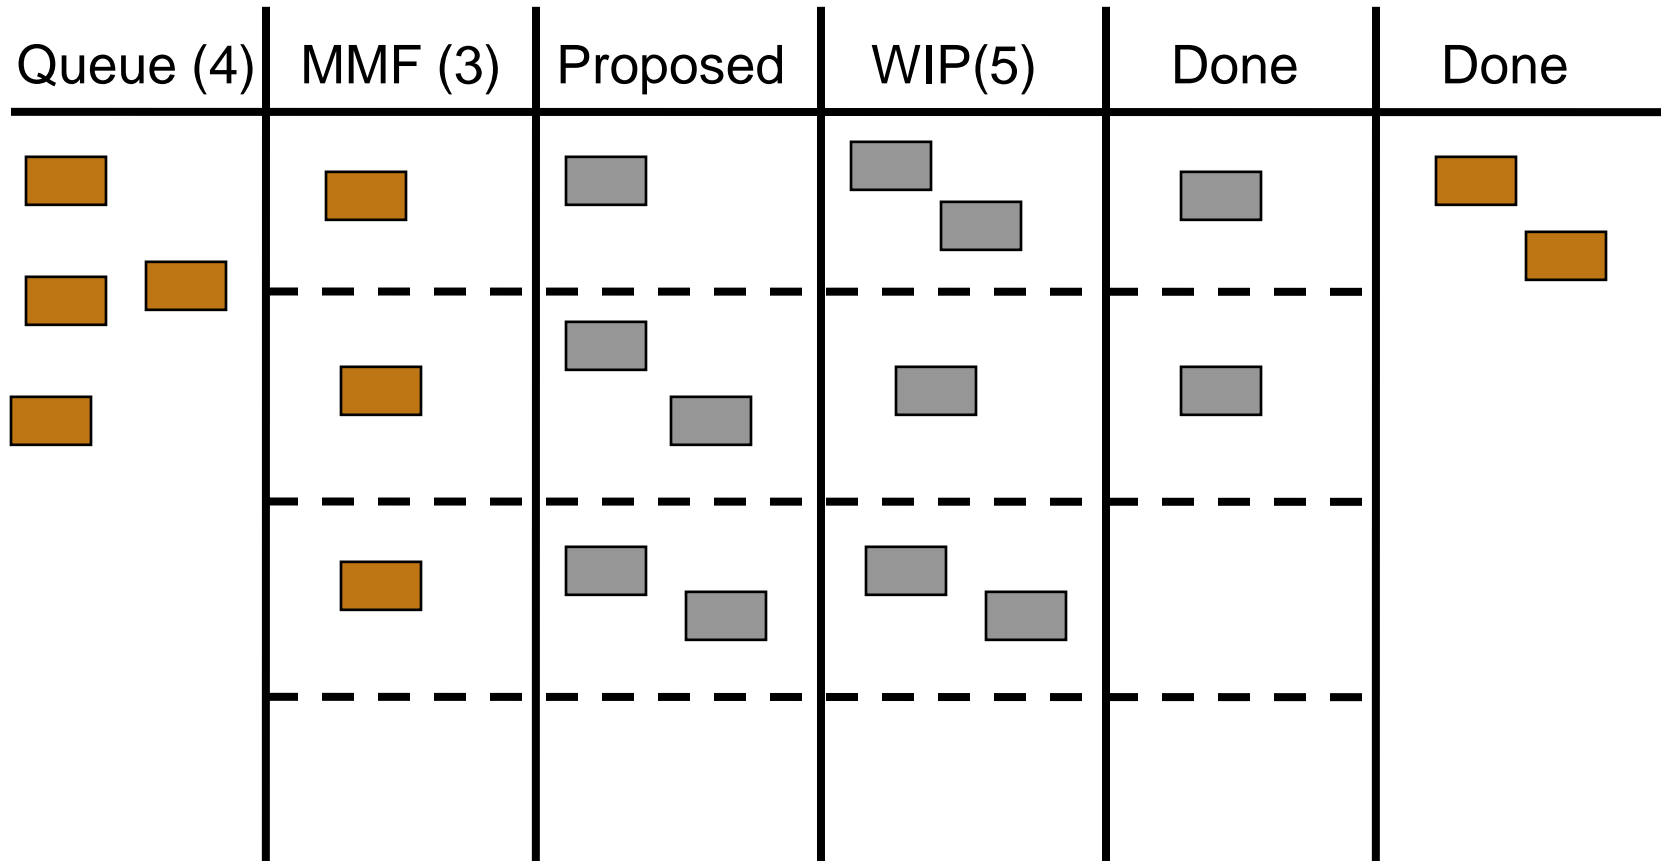 Queue (4) MMF (3) Proposed WIP(5) Done Done